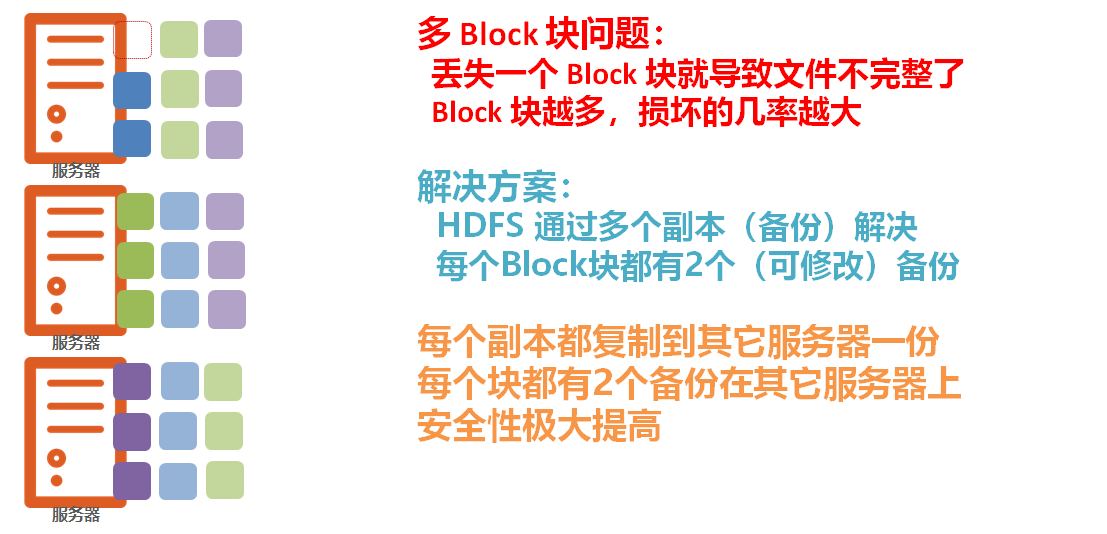 多 Block 块问题：
丢失一个 Block 块就导致文件不完整了
Block 块越多，损坏的几率越大
服务器
解决方案：
HDFS 通过多个副本（备份）解决
每个Block块都有2个（可修改）备份
服务器
每个副本都复制到其它服务器一份
每个块都有2个备份在其它服务器上
安全性极大提高
服务器